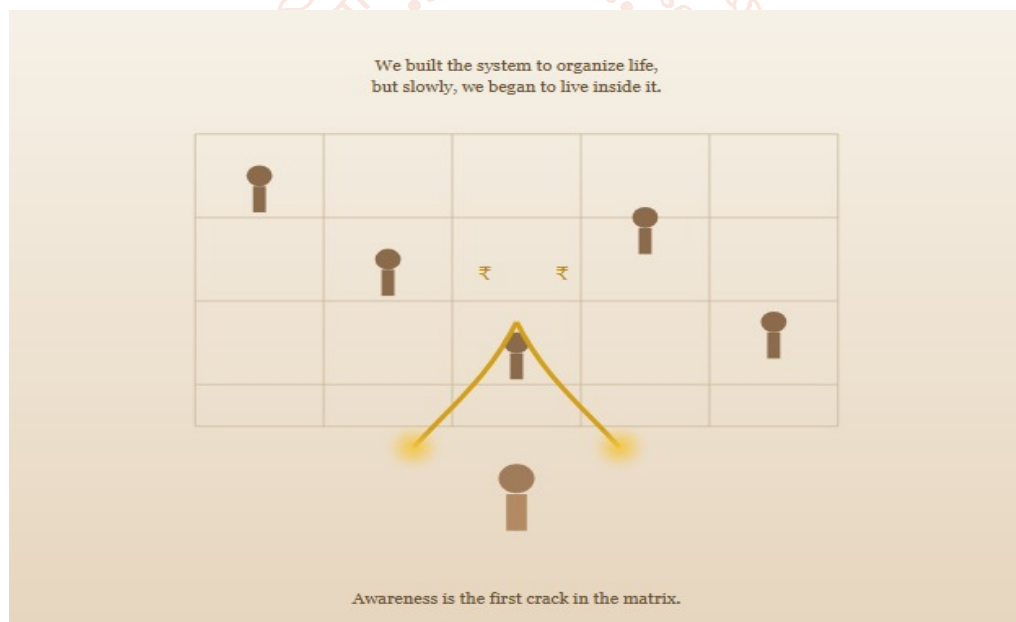 We built the system to organize life,
but slowly, we began to live inside it.
₹ ₹
Awareness is the first crack in the matrix.